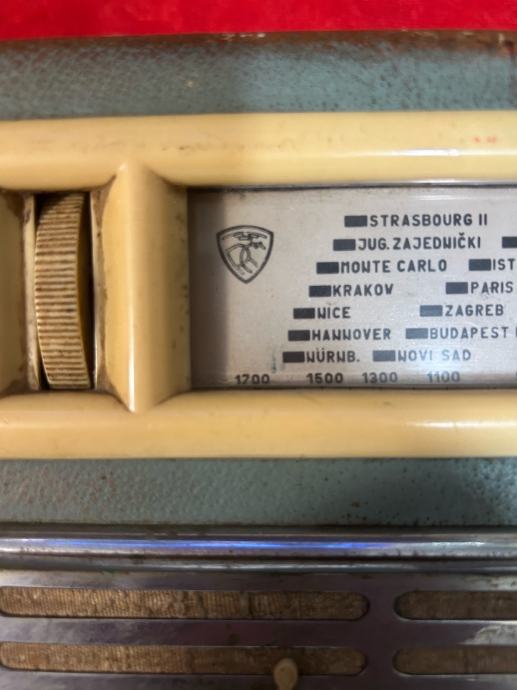 STRASBOURG II
JUG. ZAJEDNIČKI
MONTE CARLO IST
KRAKOW PARIS
NICE ZAGREB
HANNOVER BUDAPEST
NÜRNB. NOVI SAD
1700 1500 1300 1100